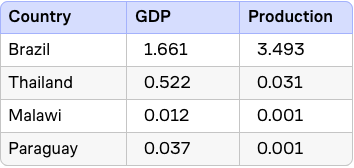 Country GDP Production
Brazil 1.661 3.493
Thailand 0.522 0.031
Malawi 0.012 0.001
Paraguay 0.037 0.001